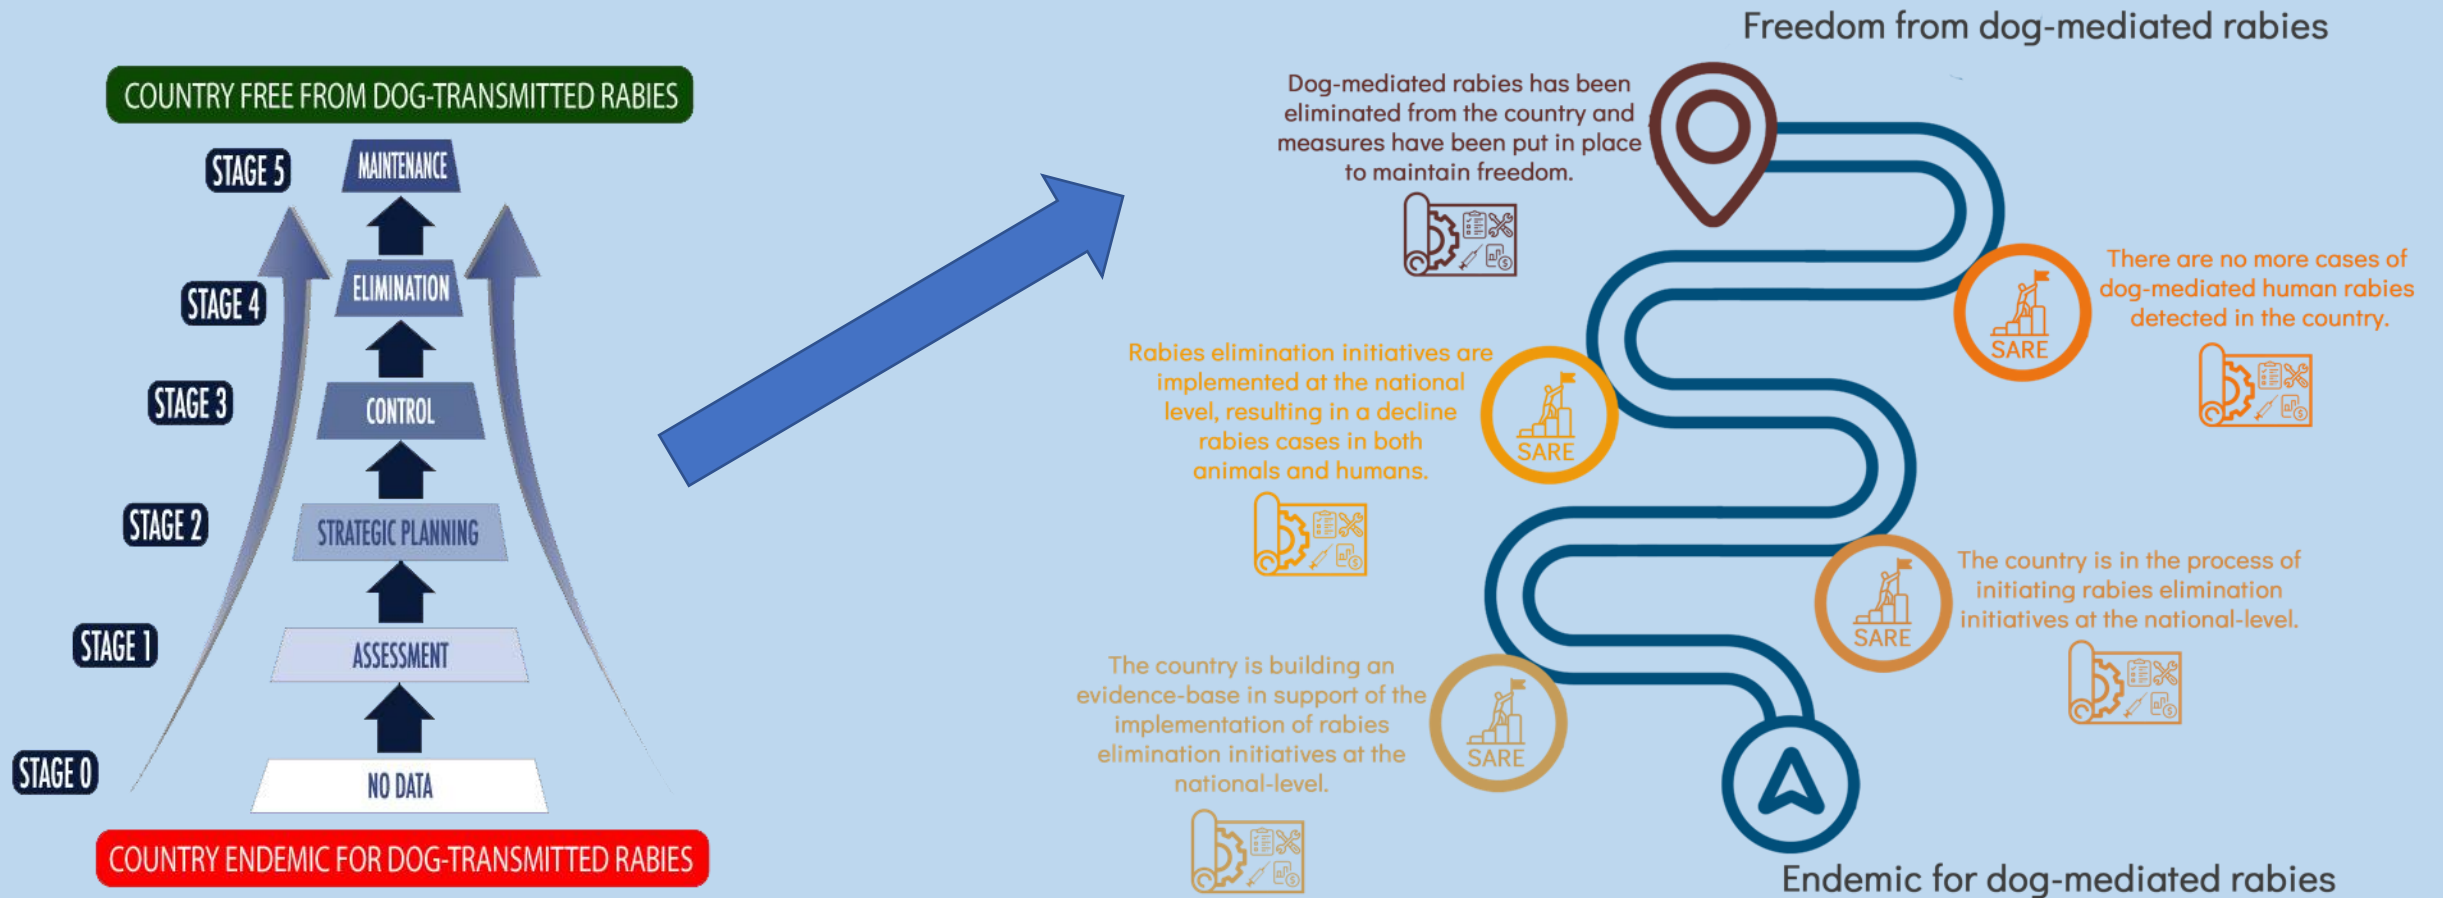 COUNTRY FREE FROM DOG-TRANSMITTED RABIES
STAGE 5
MAINTENANCE
STAGE 4
ELIMINATION
STAGE 3
CONTROL
STAGE 2
STRATEGIC PLANNING
STAGE 1
ASSESSMENT
STAGE 0
NO DATA
COUNTRY ENDEMIC FOR DOG-TRANSMITTED RABIES
Freedom from dog-mediated rabies
Dog-mediated rabies has been
eliminated from the country and
measures have been put in place
to maintain freedom.
There are no more cases of
dog-mediated human rabies
detected in the country.
SARE
Rabies elimination initiatives are
implemented at the national
level, resulting in a decline
rabies cases in both
animals and humans.
SARE
The country is in the process of
initiating rabies elimination
initiatives at the national-level.
SARE
The country is building an
evidence-base in support of the
implementation of rabies
elimination initiatives at the
national-level.
SARE
Endemic for dog-mediated rabies